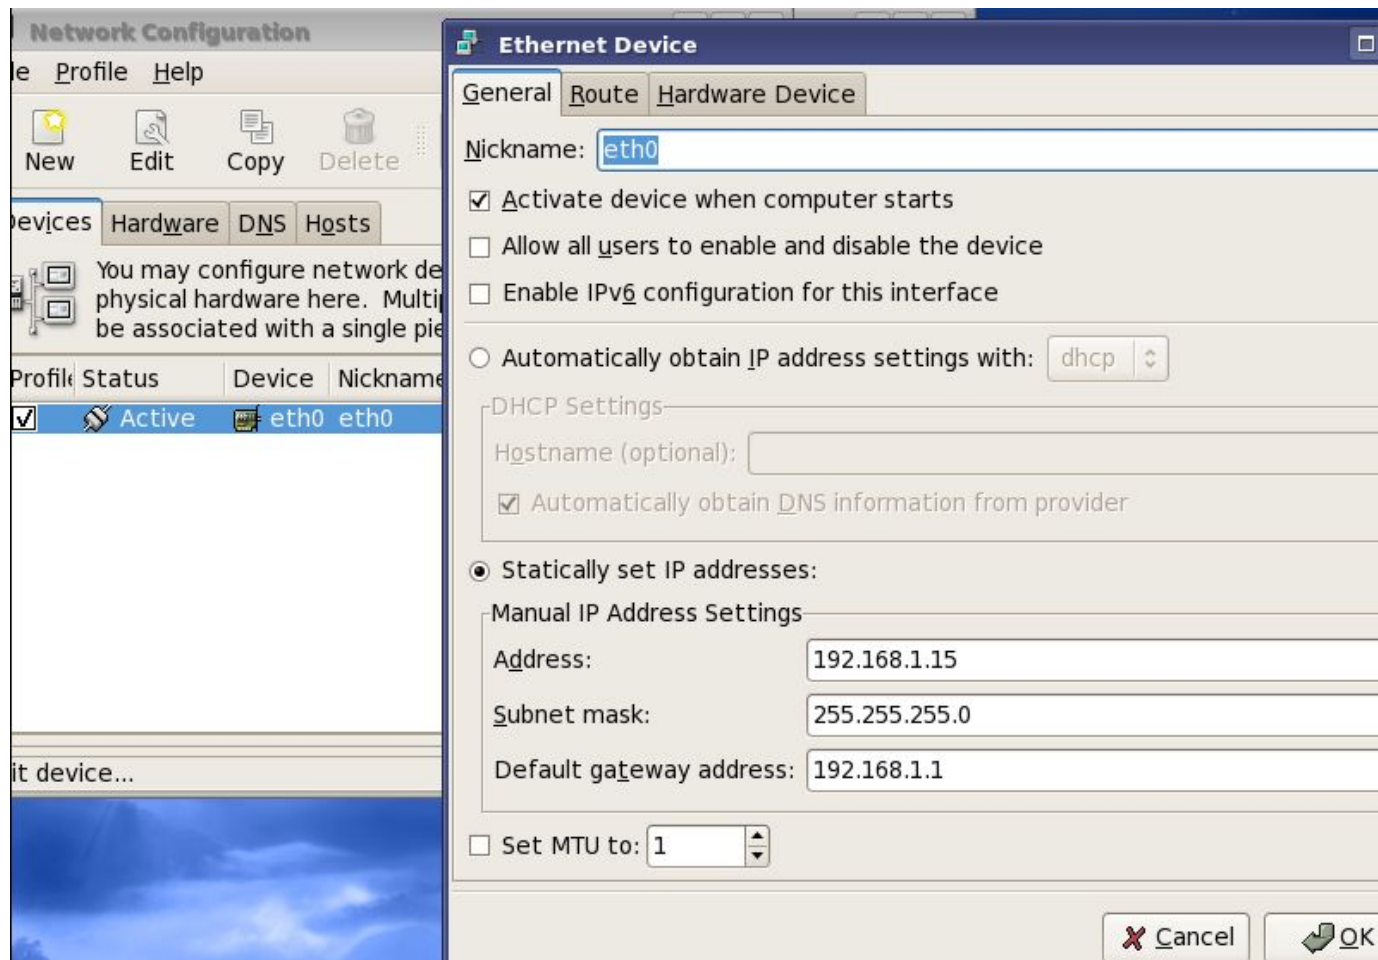 Network Configuration
le Profile Help
New Edit Copy Delete
Devices Hardware DNS Hosts
You may configure network de
physical hardware here. Multip
be associated with a single pie
Profile Status Device Nickname
Active eth0 eth0
it device...
Ethernet Device
General Route Hardware Device
Nickname: eth0
Activate device when computer starts
Allow all users to enable and disable the device
Enable IPv6 configuration for this interface
Automatically obtain IP address settings with: dhcp
DHCP Settings
Hostname (optional):
Automatically obtain DNS information from provider
Statically set IP addresses:
Manual IP Address Settings
Address: 192.168.1.15
Subnet mask: 255.255.255.0
Default gateway address: 192.168.1.1
Set MTU to: 1
Cancel OK